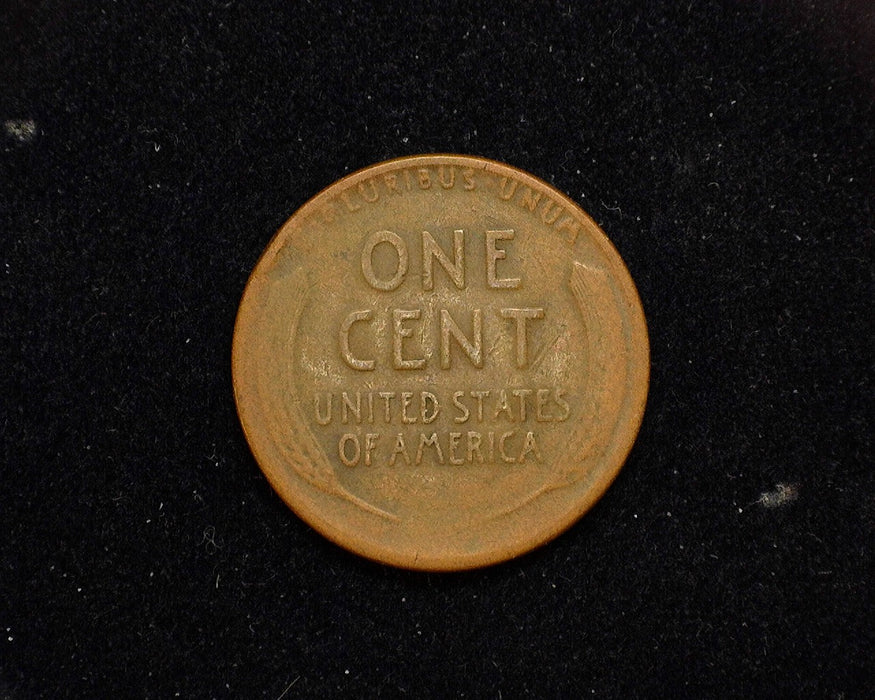 PLURIBUS UNUM
ONE
CENT
UNITED STATES
OF AMERICA